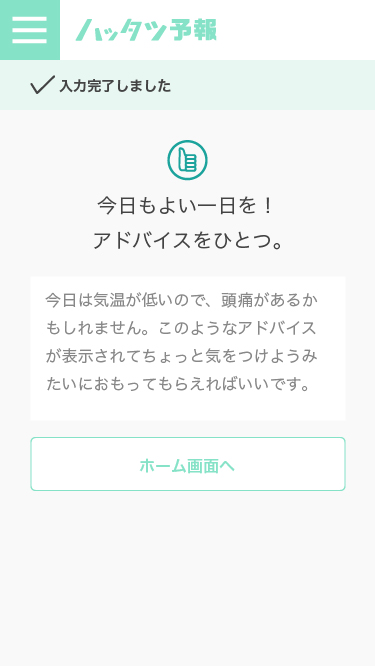 ハッタツ予報
入力完了しました
今日もよい一日を！
アドバイスをひとつ。
今日は気温が低いので、頭痛があるか
もしれません。このようなアドバイス
が表示されてちょっと気をつけようみ
たいにおもってもらえればいいです。
ホーム画面へ